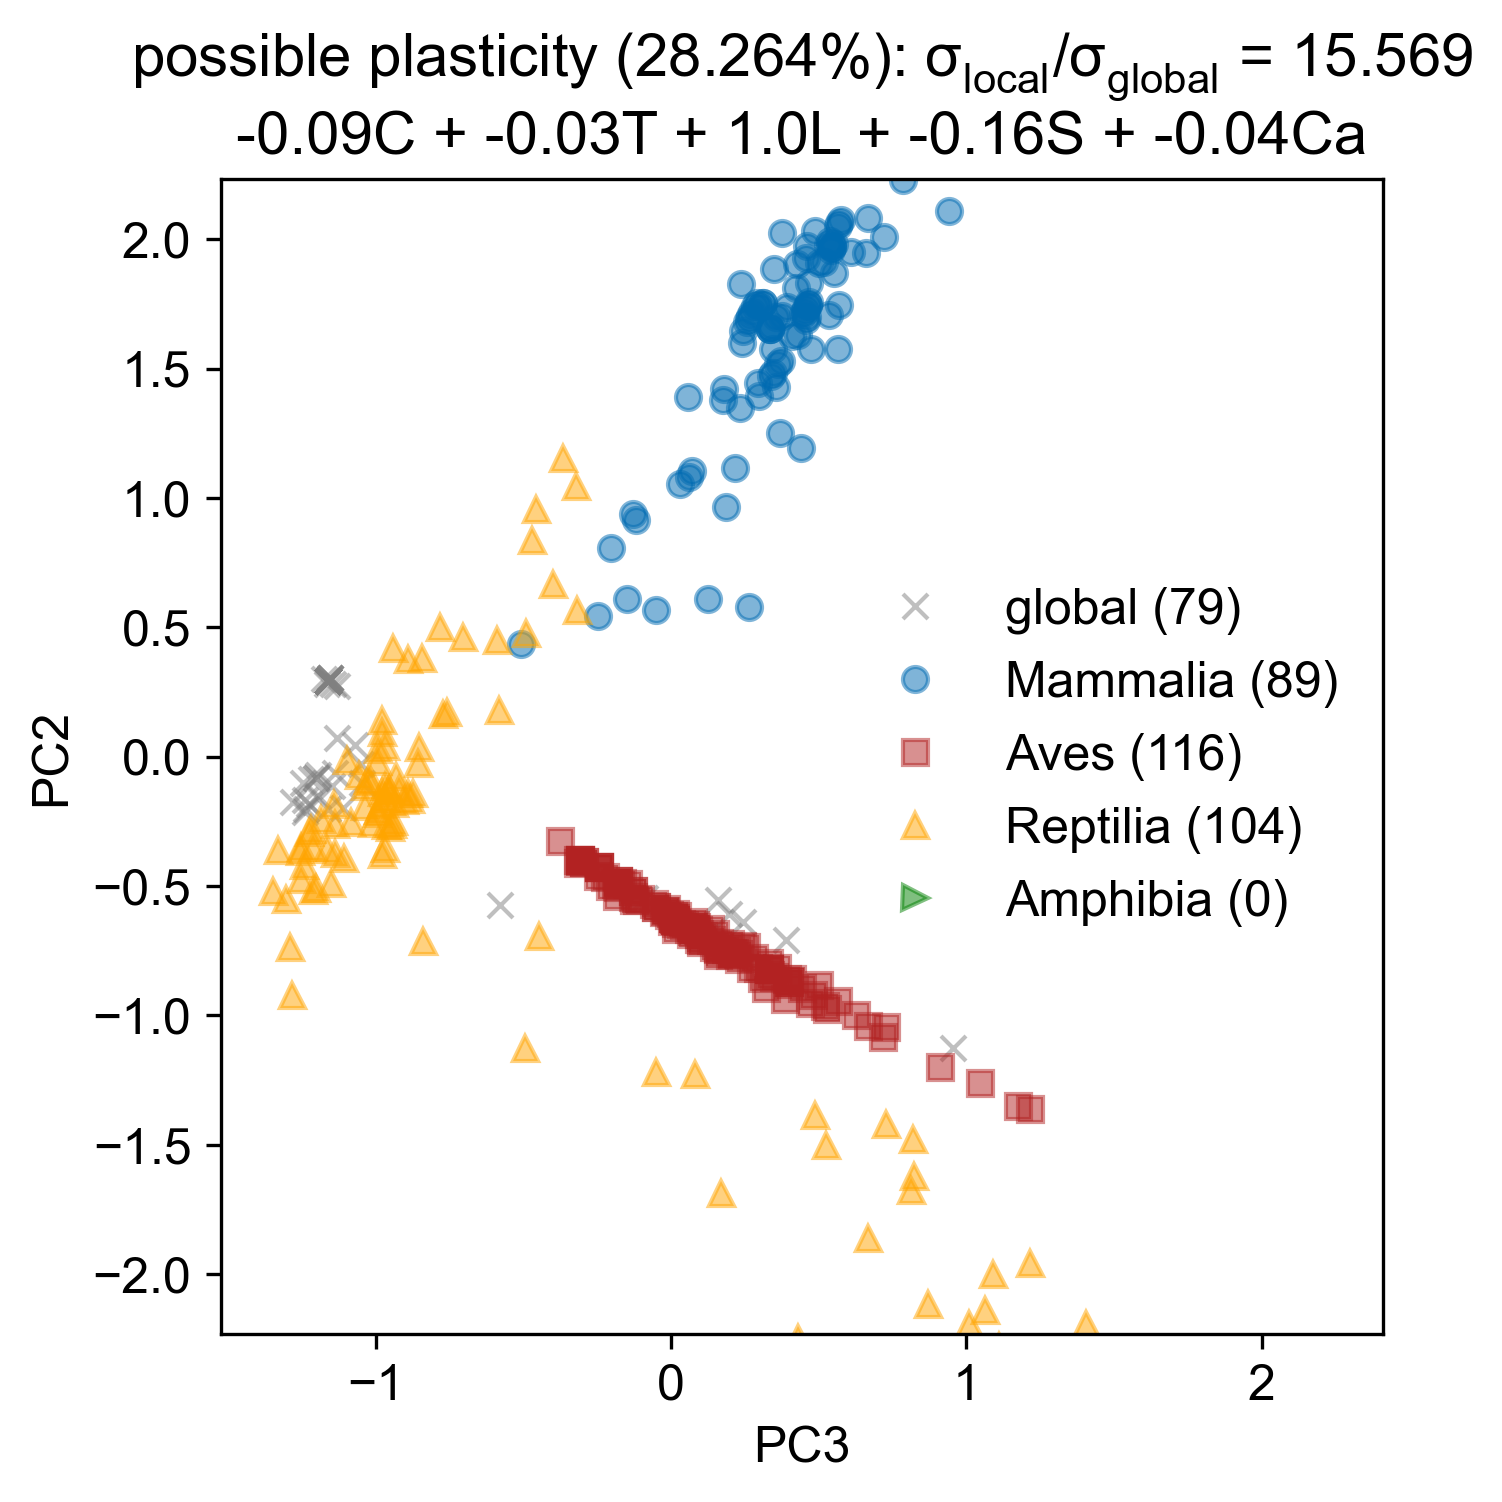 possible plasticity (28.264%): σlocal/σglobal = 15.569
-0.09C + -0.03T + 1.0L + -0.16S + -0.04Ca
2.0
1.5
1.0
0.5
0.0
−0.5
−1.0
−1.5
−2.0
PC2
global (79)
Mammalia (89)
Aves (116)
Reptilia (104)
Amphibia (0)
−1
0
1
2
PC3